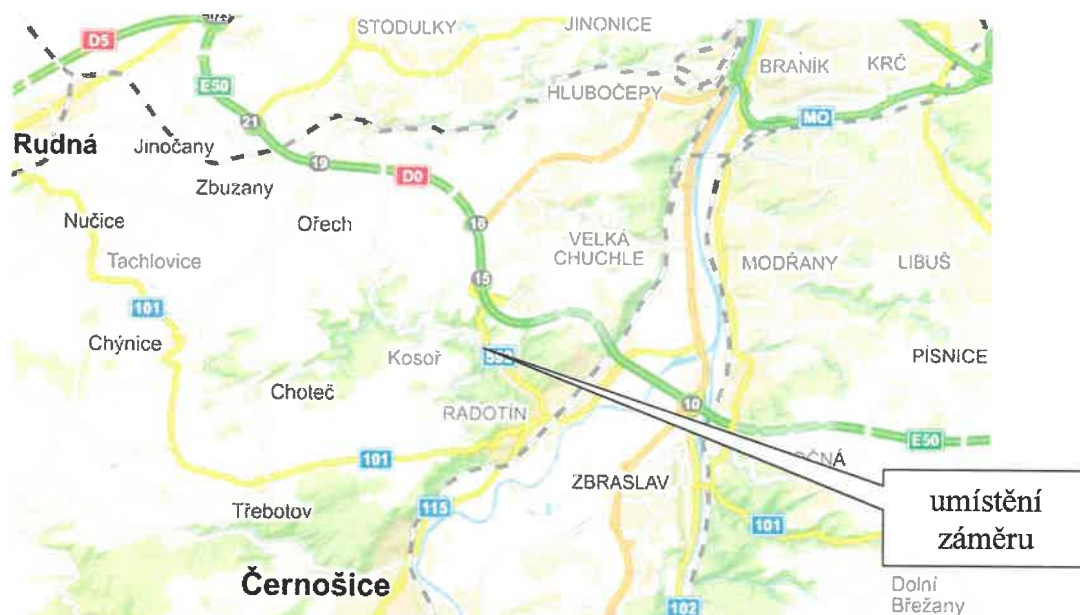 STODULKY
JINONICE
D5
BRANÍK
KRČ
E50
HLUBOČEPY
21
MO
Rudná
Jinočany
19
D0
Zbuzany
Nučice
Ořech
16
VELKÁ
CHUCHLE
Tachlovice
MODŘANY
LIBUŠ
15
101
Chýnice
Kosoř
PÍSNICE
Choteč
RADOTÍN
10
E50
101
ZBRASLAV
umístění
záměru
Třebotov
115
101
Černošice
Dolní
Břežany
102